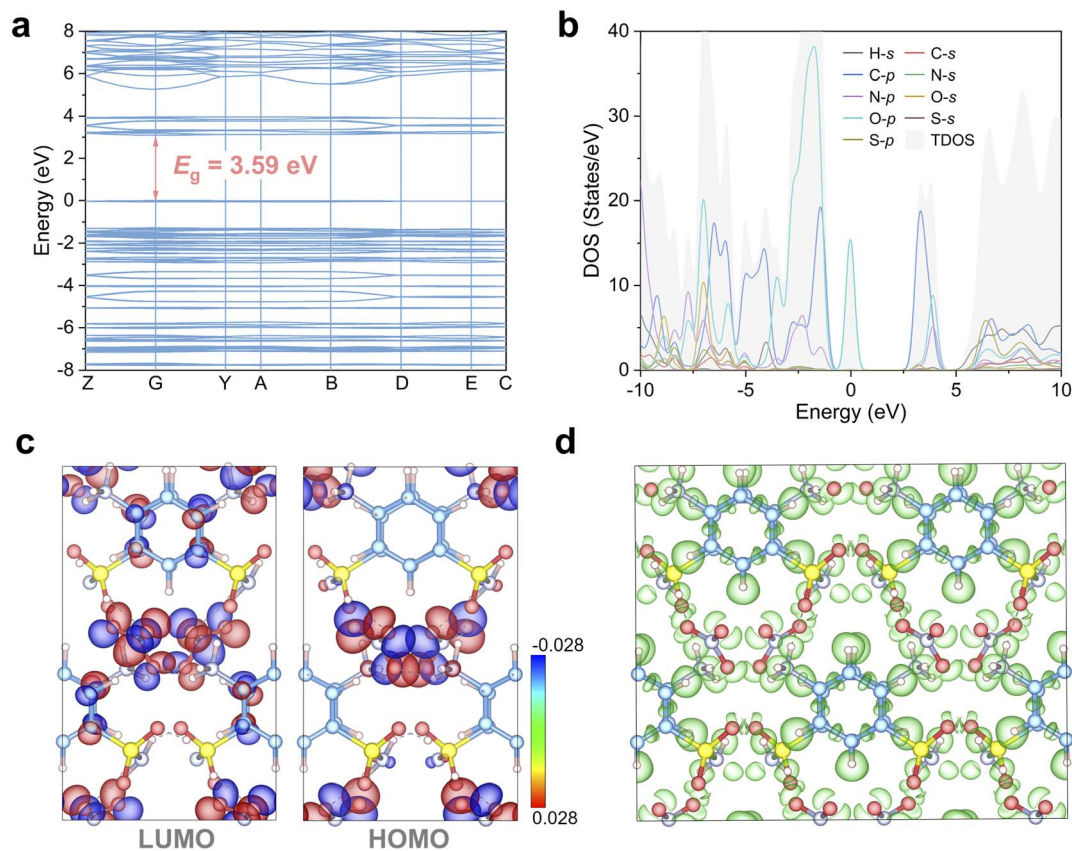 a
8
6
4
2
0
-2
-4
-6
-8
Energy (eV)
Eg = 3.59 eV
Z G Y A B D E C
b
40
30
20
10
0
DOS (States/eV)
H-s C-s
C-p N-s
N-p O-s
O-p S-s
S-p TDOS
-10 -5 0 5 10
Energy (eV)
c
-0.028
0.028
LUMO HOMO
d